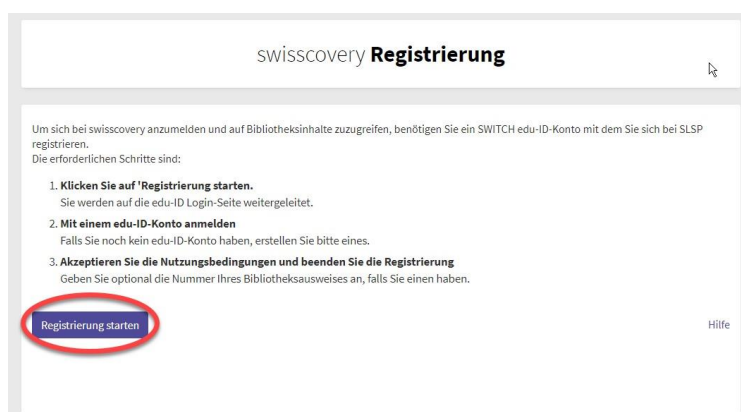 swisscovery Registrierung
Um sich bei swisscovery anzumelden und auf Bibliotheksinhalte zuzugreifen, benötigen Sie ein SWITCH edu-ID-Konto mit dem Sie sich bei SLSP
registrieren.
Die erforderlichen Schritte sind:
1. Klicken Sie auf 'Registrierung starten.
Sie werden auf die edu-ID Login-Seite weitergeleitet.
2. Mit einem edu-ID-Konto anmelden
Falls Sie noch kein edu-ID-Konto haben, erstellen Sie bitte eines.
3. Akzeptieren Sie die Nutzungsbedingungen und beenden Sie die Registrierung
Geben Sie optional die Nummer Ihres Bibliotheksausweises an, falls Sie einen haben.
Registrierung starten
Hilfe